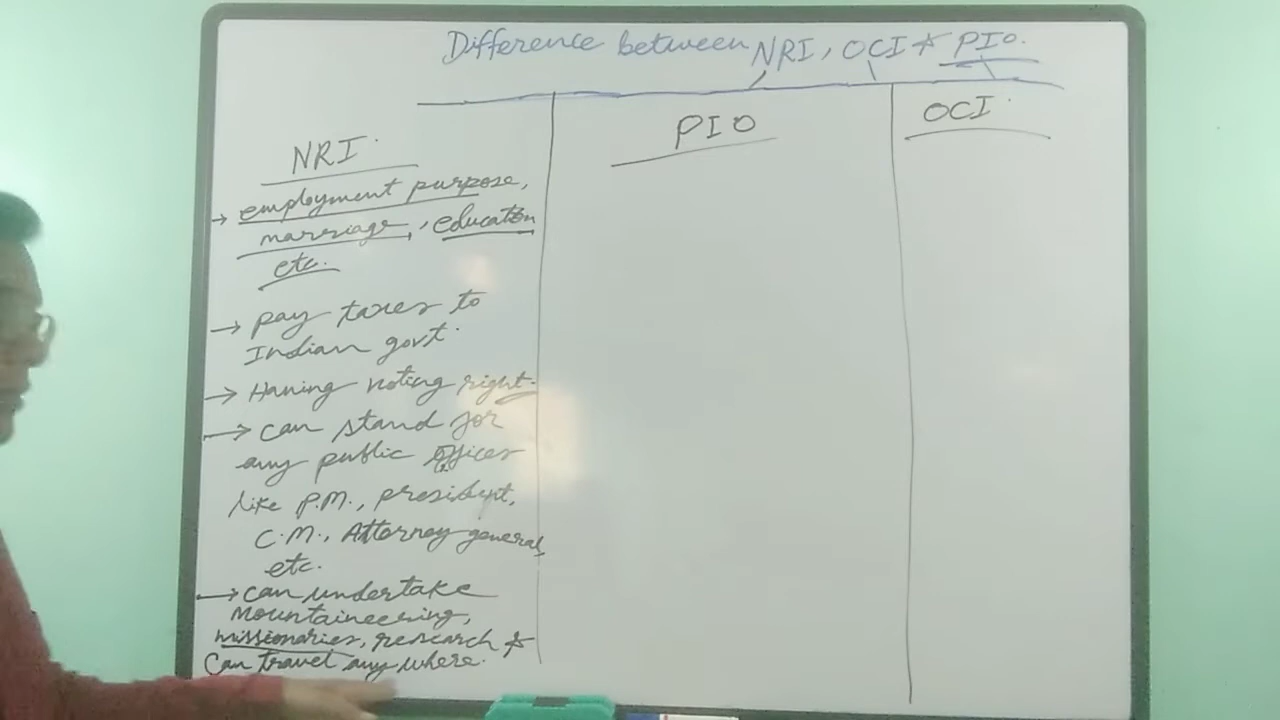 Difference between NRI, OCI & PIO.
NRI.
→ employment purpose,
marriage, education
etc.
→ pay taxes to
Indian govt.
→ Having voting right.
→ can stand for
any public offices
like P.M., president,
C.M., Attorney general,
etc.
→ can undertake
Mountaineering,
missionaries, research &
Can travel any where.
PIO
OCI.